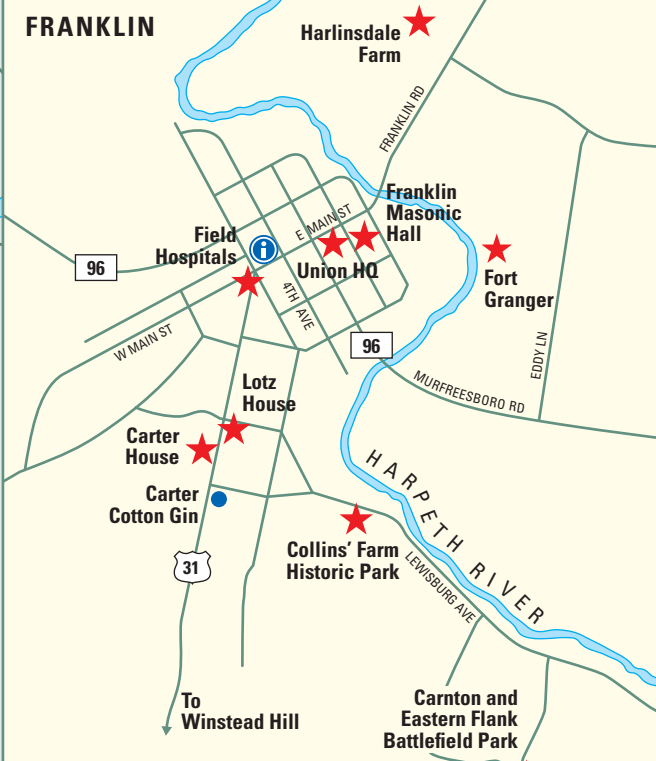 FRANKLIN
Harlinsdale
Farm
FRANKLIN RD
Franklin
Masonic
Hall
E MAIN ST
Field
Hospitals
i
Union HQ
Fort
Granger
96
4TH AVE
W MAIN ST
96
EDDY LN
MURFREESBORO RD
Lotz
House
Carter
House
Carter
Cotton Gin
HARPETH RIVER
31
Collins' Farm
Historic Park
LEWISBURG AVE
To
Winstead Hill
Carnton and
Eastern Flank
Battlefield Park